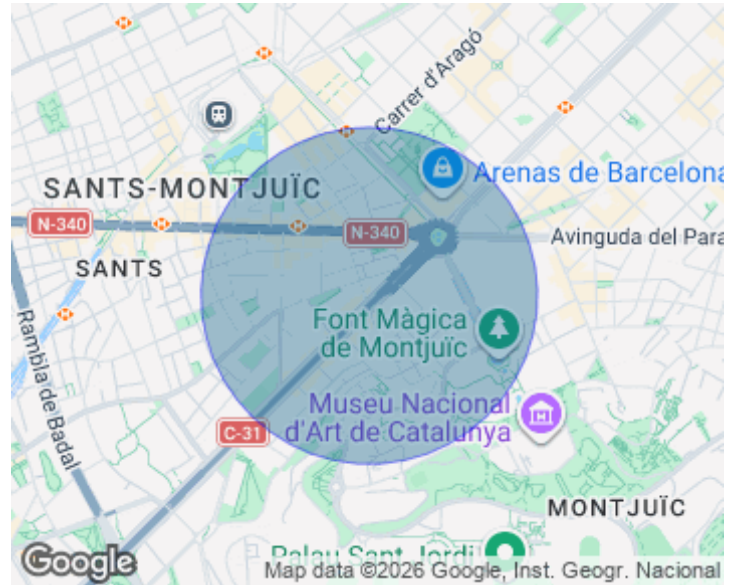 Carrer d'Aragó
Arenas de Barcelona
SANTS-MONTJUÏC
N-340
N-340
Avinguda del Para
SANTS
Font Màgica
de Montjuïc
Rambla de Badal
Museu Nacional
d'Art de Catalunya
C-31
MONTJUÏC
Palau Sant Jordi
Google
Map data ©2026 Google, Inst. Geogr. Nacional